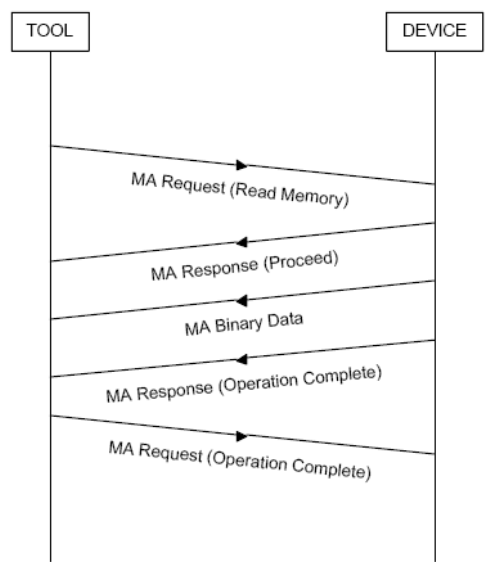 TOOL
DEVICE
MA Request (Read Memory)
MA Response (Proceed)
MA Binary Data
MA Response (Operation Complete)
MA Request (Operation Complete)